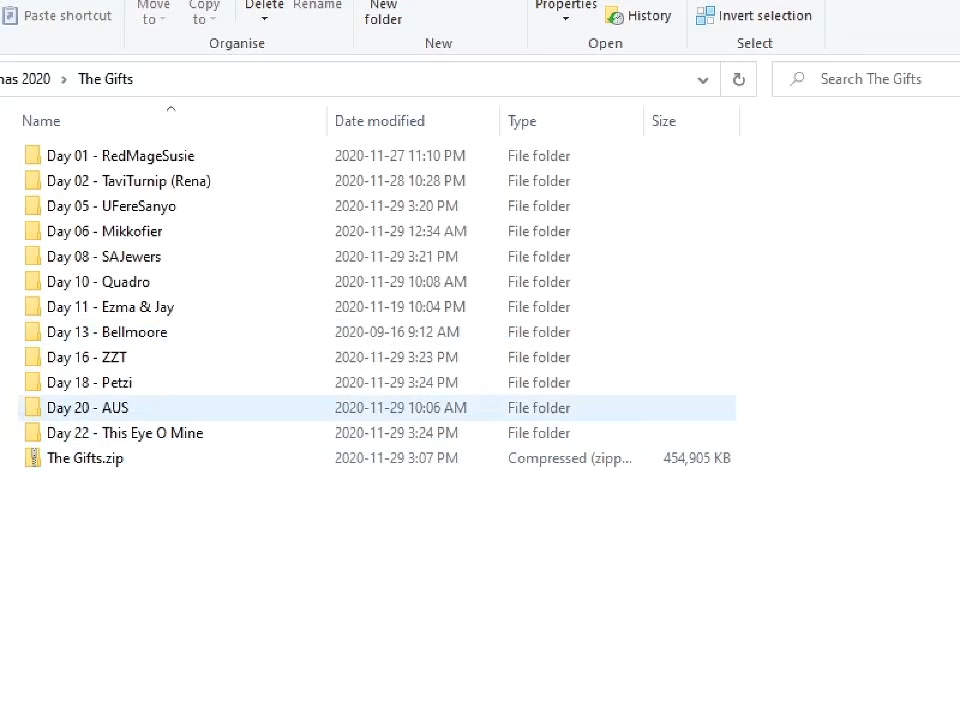 Paste shortcut
Move to
Copy to
Delete
Rename
New folder
Properties
History
Invert selection
Organise
New
Open
Select
2020 › The Gifts
Search The Gifts
Name Date modified Type Size
Day 01 - RedMageSusie 2020-11-27 11:10 PM File folder
Day 02 - TaviTurnip (Rena) 2020-11-28 10:28 PM File folder
Day 05 - UFereSanyo 2020-11-29 3:20 PM File folder
Day 06 - Mikkofier 2020-11-29 12:34 AM File folder
Day 08 - SAJewers 2020-11-29 3:21 PM File folder
Day 10 - Quadro 2020-11-29 10:08 AM File folder
Day 11 - Ezma & Jay 2020-11-19 10:04 PM File folder
Day 13 - Bellmoore 2020-09-16 9:12 AM File folder
Day 16 - ZZT 2020-11-29 3:23 PM File folder
Day 18 - Petzi 2020-11-29 3:24 PM File folder
Day 20 - AUS 2020-11-29 10:06 AM File folder
Day 22 - This Eye O Mine 2020-11-29 3:24 PM File folder
The Gifts.zip 2020-11-29 3:07 PM Compressed (zipp... 454,905 KB